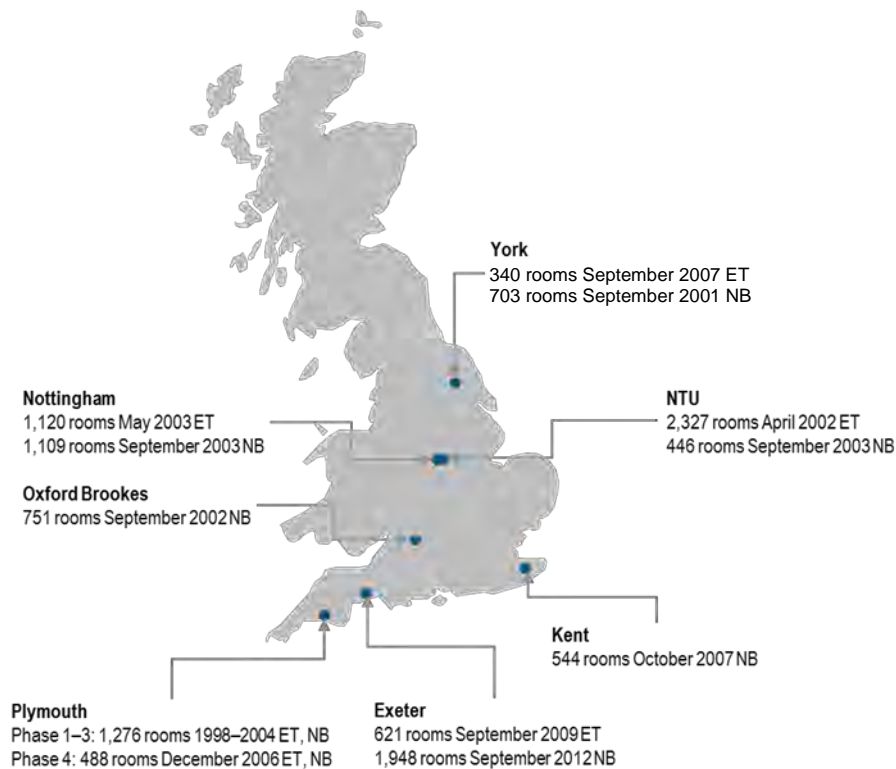 York
340 rooms September 2007 ET
703 rooms September 2001 NB
Nottingham
1,120 rooms May 2003 ET
1,109 rooms September 2003 NB
NTU
2,327 rooms April 2002 ET
446 rooms September 2003 NB
Oxford Brookes
751 rooms September 2002 NB
Kent
544 rooms October 2007 NB
Plymouth
Phase 1–3: 1,276 rooms 1998–2004 ET, NB
Phase 4: 488 rooms December 2006 ET, NB
Exeter
621 rooms September 2009 ET
1,948 rooms September 2012 NB